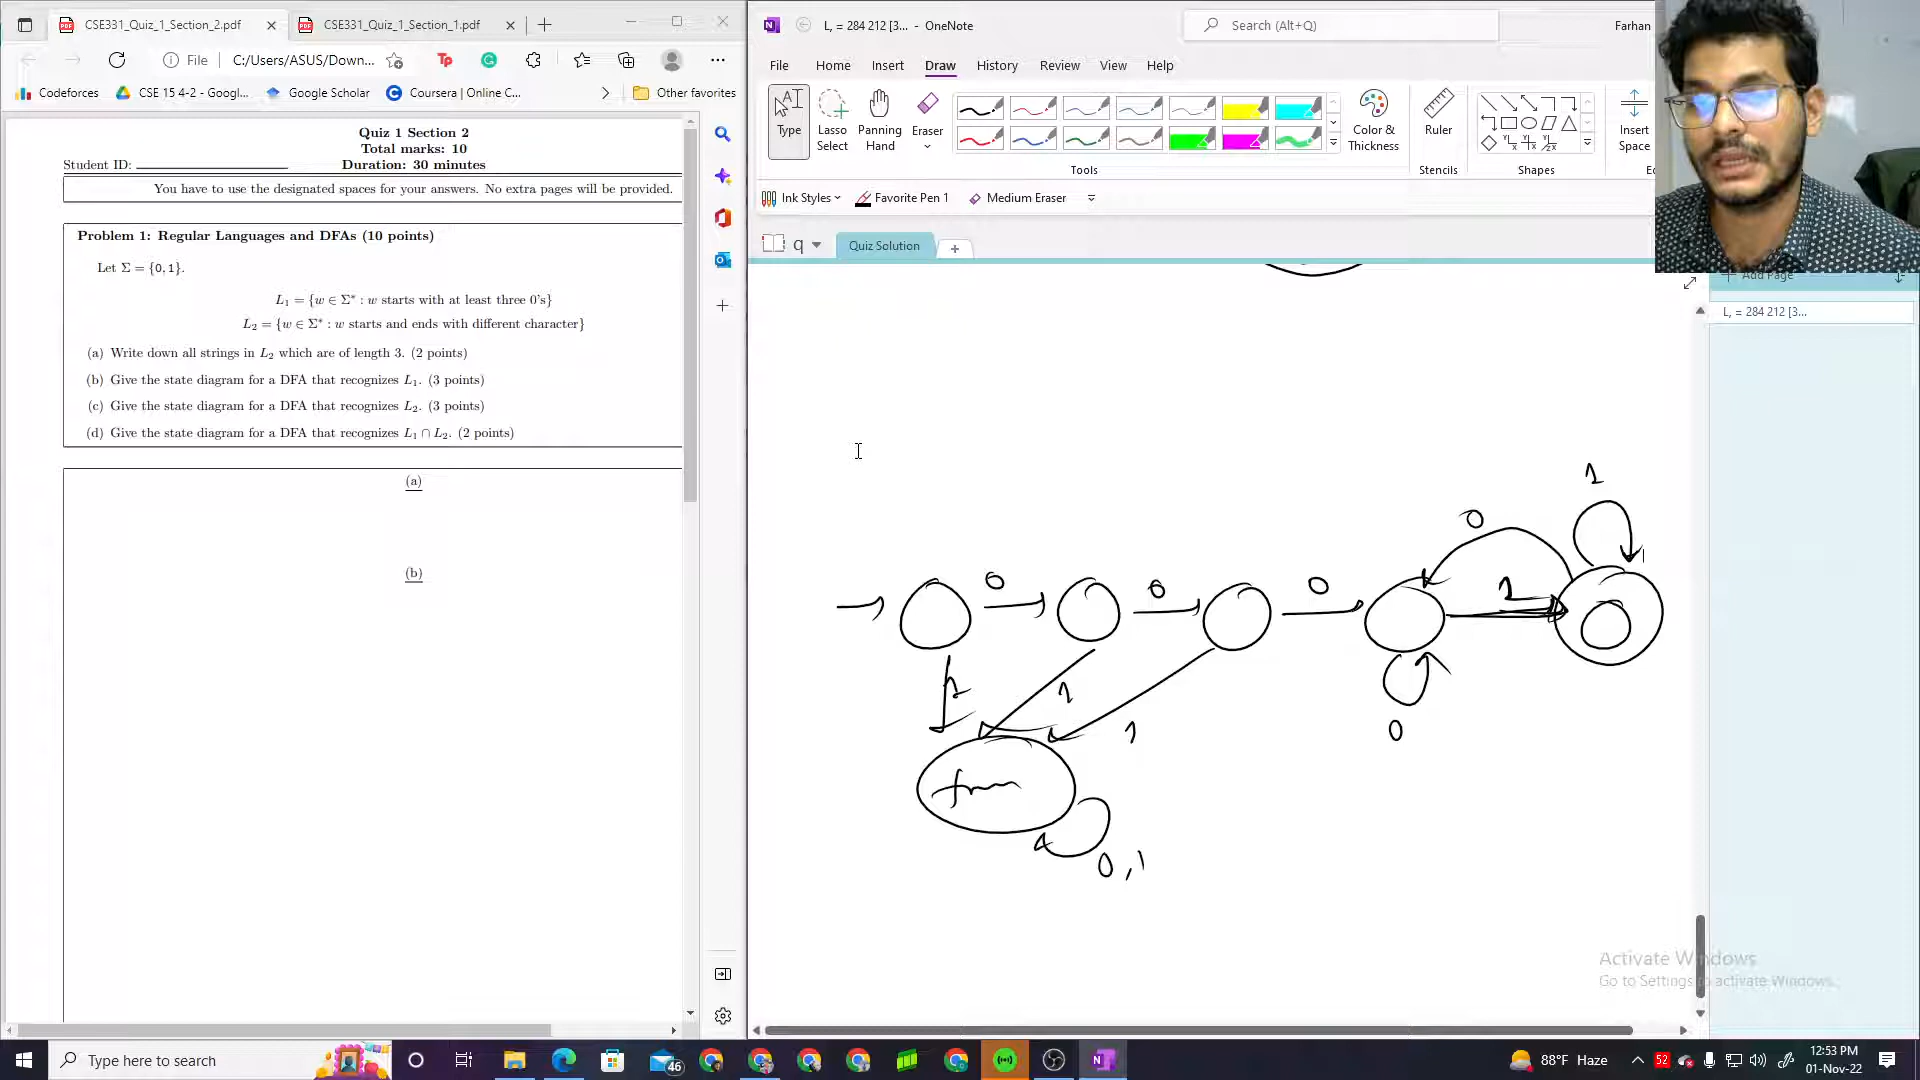 CSE331_Quiz_1_Section_2.pdf
CSE331_Quiz_1_Section_1.pdf
File
C:/Users/ASUS/Down...
Codeforces
CSE 15 4-2 - Googl...
Google Scholar
Coursera | Online C...
Other favorites
Quiz 1 Section 2
Total marks: 10
Student ID:
Duration: 30 minutes
You have to use the designated spaces for your answers. No extra pages will be provided.
Problem 1: Regular Languages and DFAs (10 points)
Let Σ = {0, 1}.
L₁ = {w ∈ Σ* : w starts with at least three 0's}
L₂ = {w ∈ Σ* : w starts and ends with different character}
(a) Write down all strings in L₂ which are of length 3. (2 points)
(b) Give the state diagram for a DFA that recognizes L₁. (3 points)
(c) Give the state diagram for a DFA that recognizes L₂. (3 points)
(d) Give the state diagram for a DFA that recognizes L₁ ∩ L₂. (2 points)
(a)
(b)
L, = 284 212 [3... - OneNote
Search (Alt+Q)
Farhan
File Home Insert Draw History Review View Help
Type
Lasso Select
Panning Hand
Eraser
Color & Thickness
Ruler
Insert Space
Tools
Stencils
Shapes
Ink Styles
Favorite Pen 1
Medium Eraser
q
Quiz Solution
Add Page
L, = 284 212 [3...
1
0
0 0 0 1
1 1 1
0
0,1
Activate Windows
Go to Settings to activate Windows.
Type here to search
46
88°F Haze
52
12:53 PM
01-Nov-22